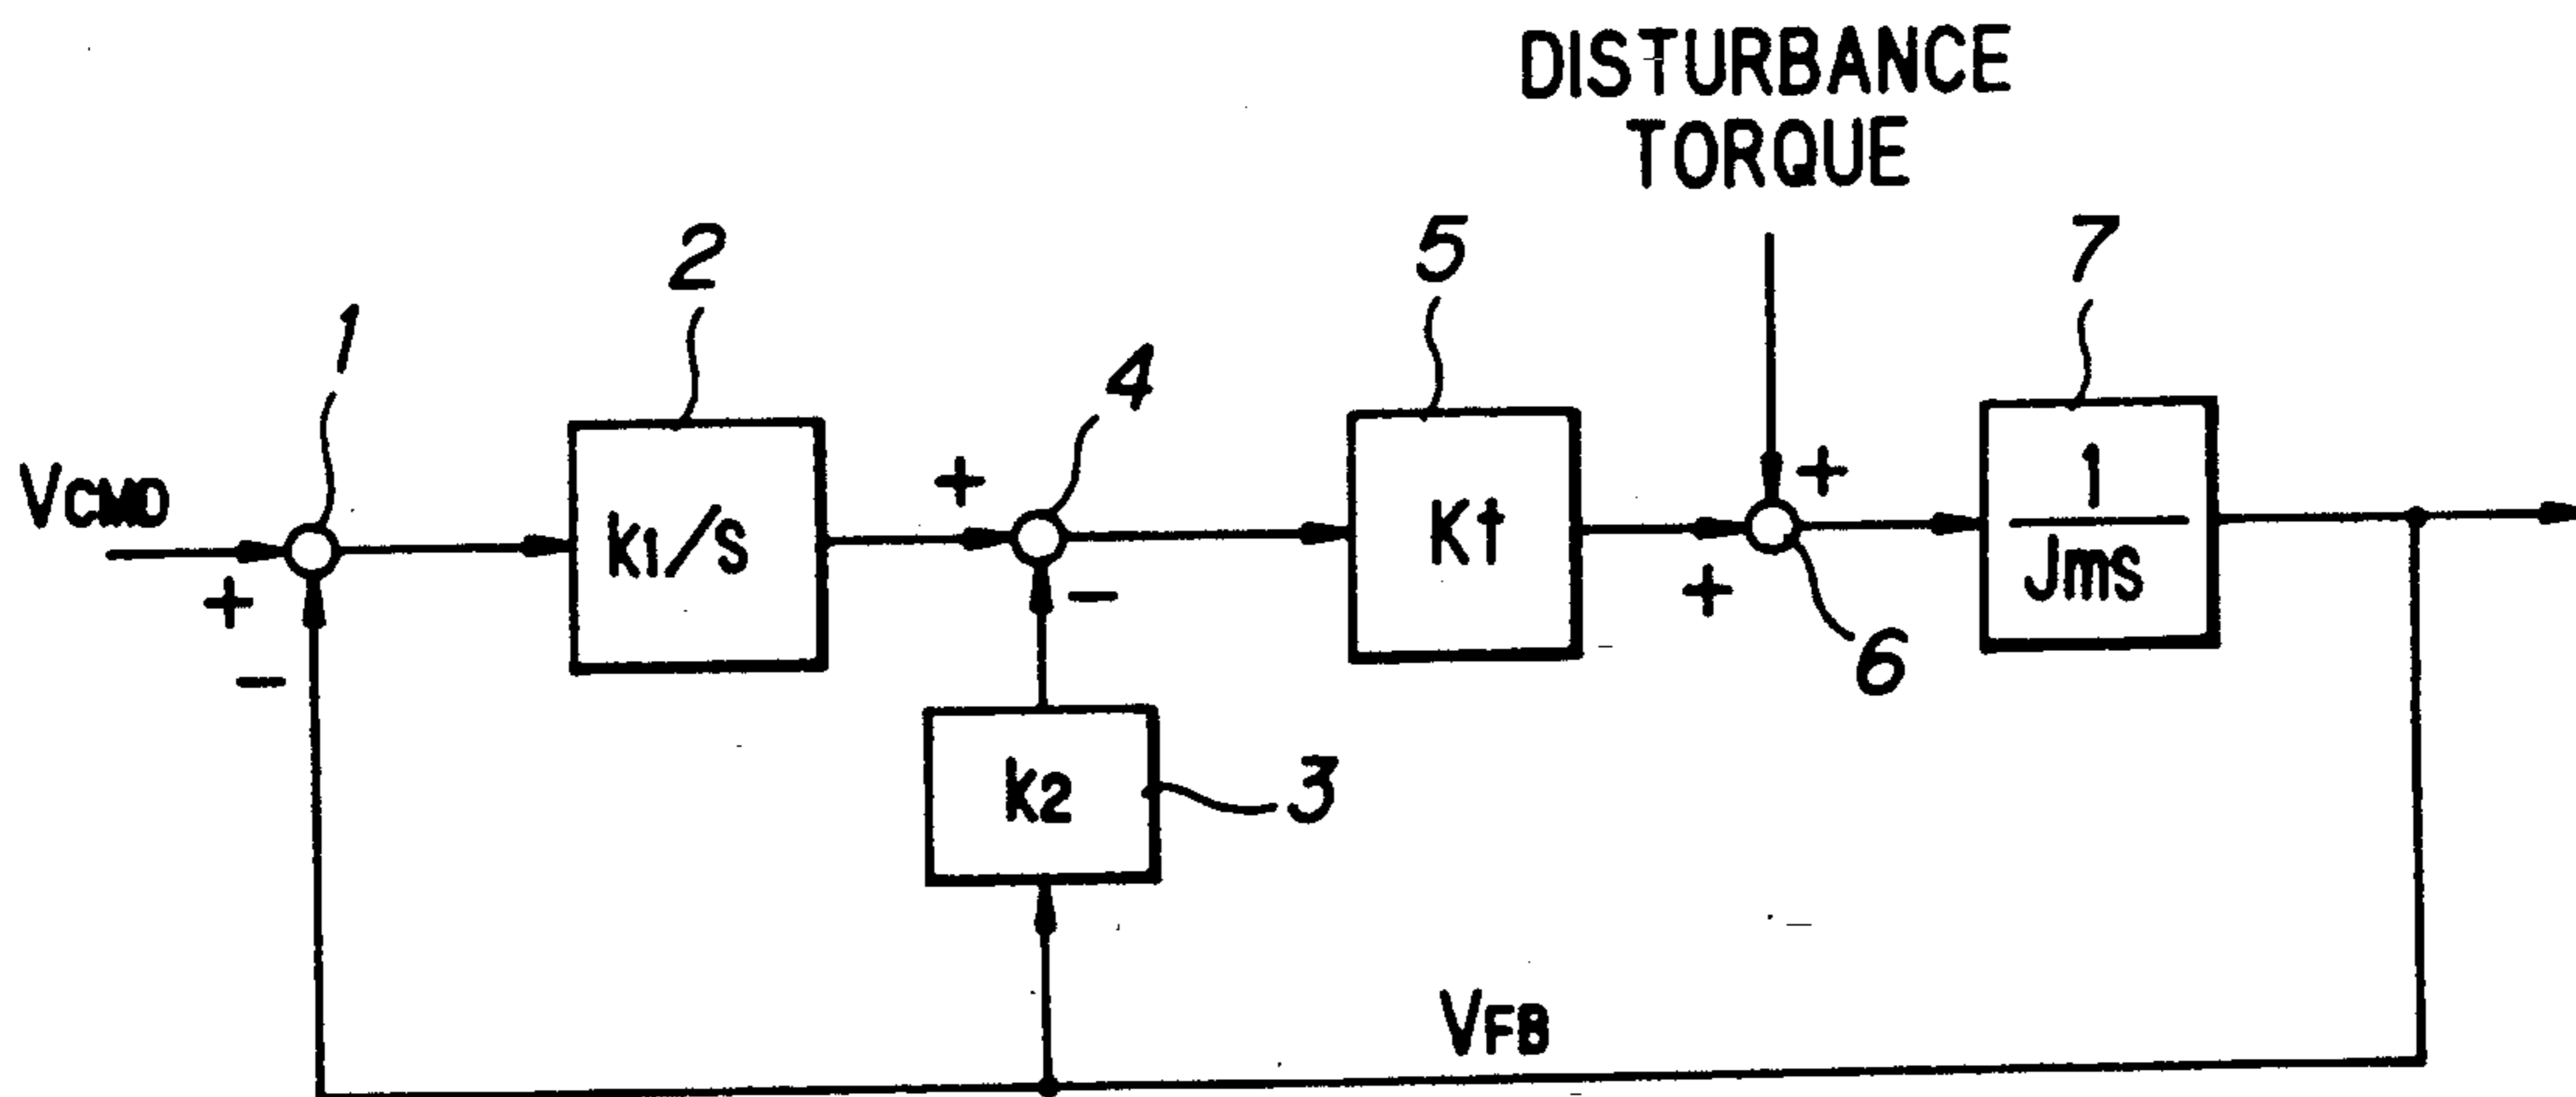 DISTURBANCE
TORQUE
1
2
4
5
6
7
VCMD
+
−
k1/S
+
−
Kt
+
+
1
Jms
k2
3
VFB